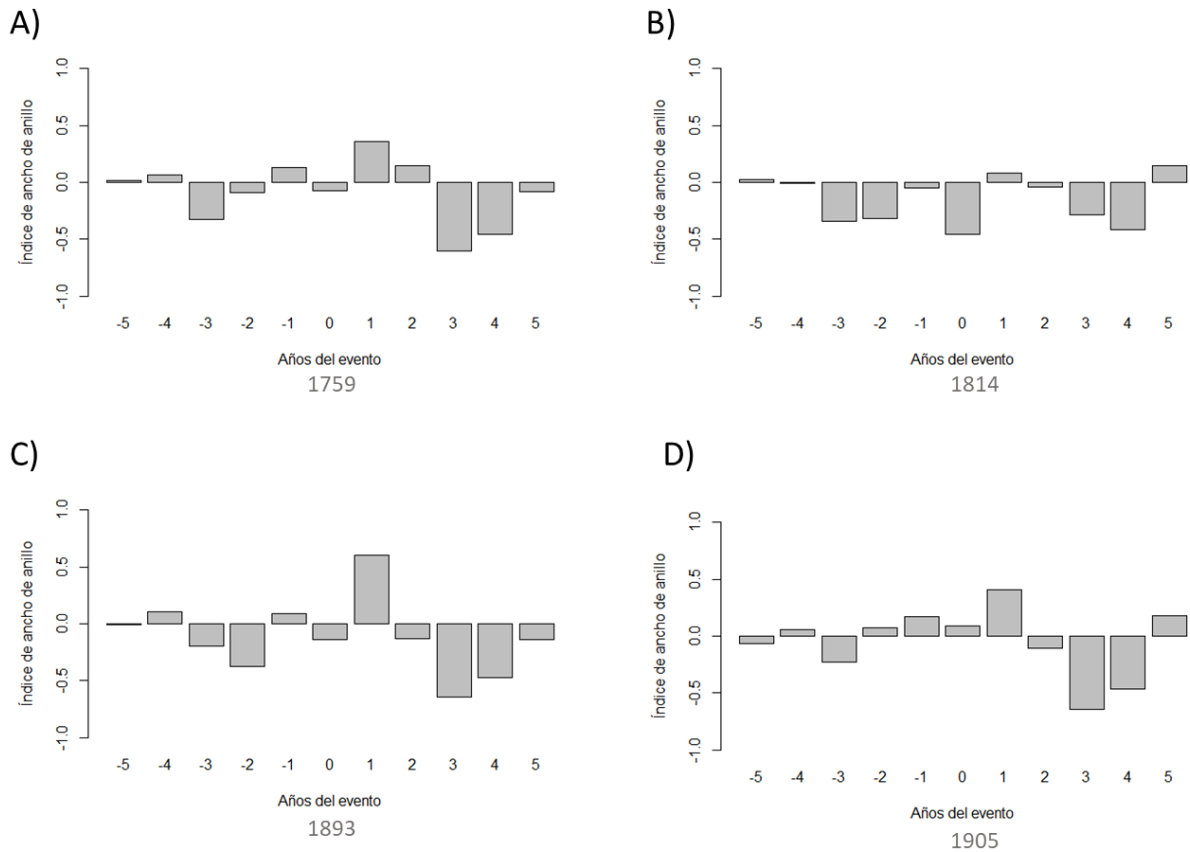 A)
1.0
0.5
0.0
-0.5
-1.0
Índice de ancho de anillo
-5 -4 -3 -2 -1 0 1 2 3 4 5
Años del evento
1759
B)
1.0
0.5
0.0
-0.5
-1.0
Índice de ancho de anillo
-5 -4 -3 -2 -1 0 1 2 3 4 5
Años del evento
1814
C)
1.0
0.5
0.0
-0.5
-1.0
Índice de ancho de anillo
-5 -4 -3 -2 -1 0 1 2 3 4 5
Años del evento
1893
D)
1.0
0.5
0.0
-0.5
-1.0
Índice de ancho de anillo
-5 -4 -3 -2 -1 0 1 2 3 4 5
Años del evento
1905